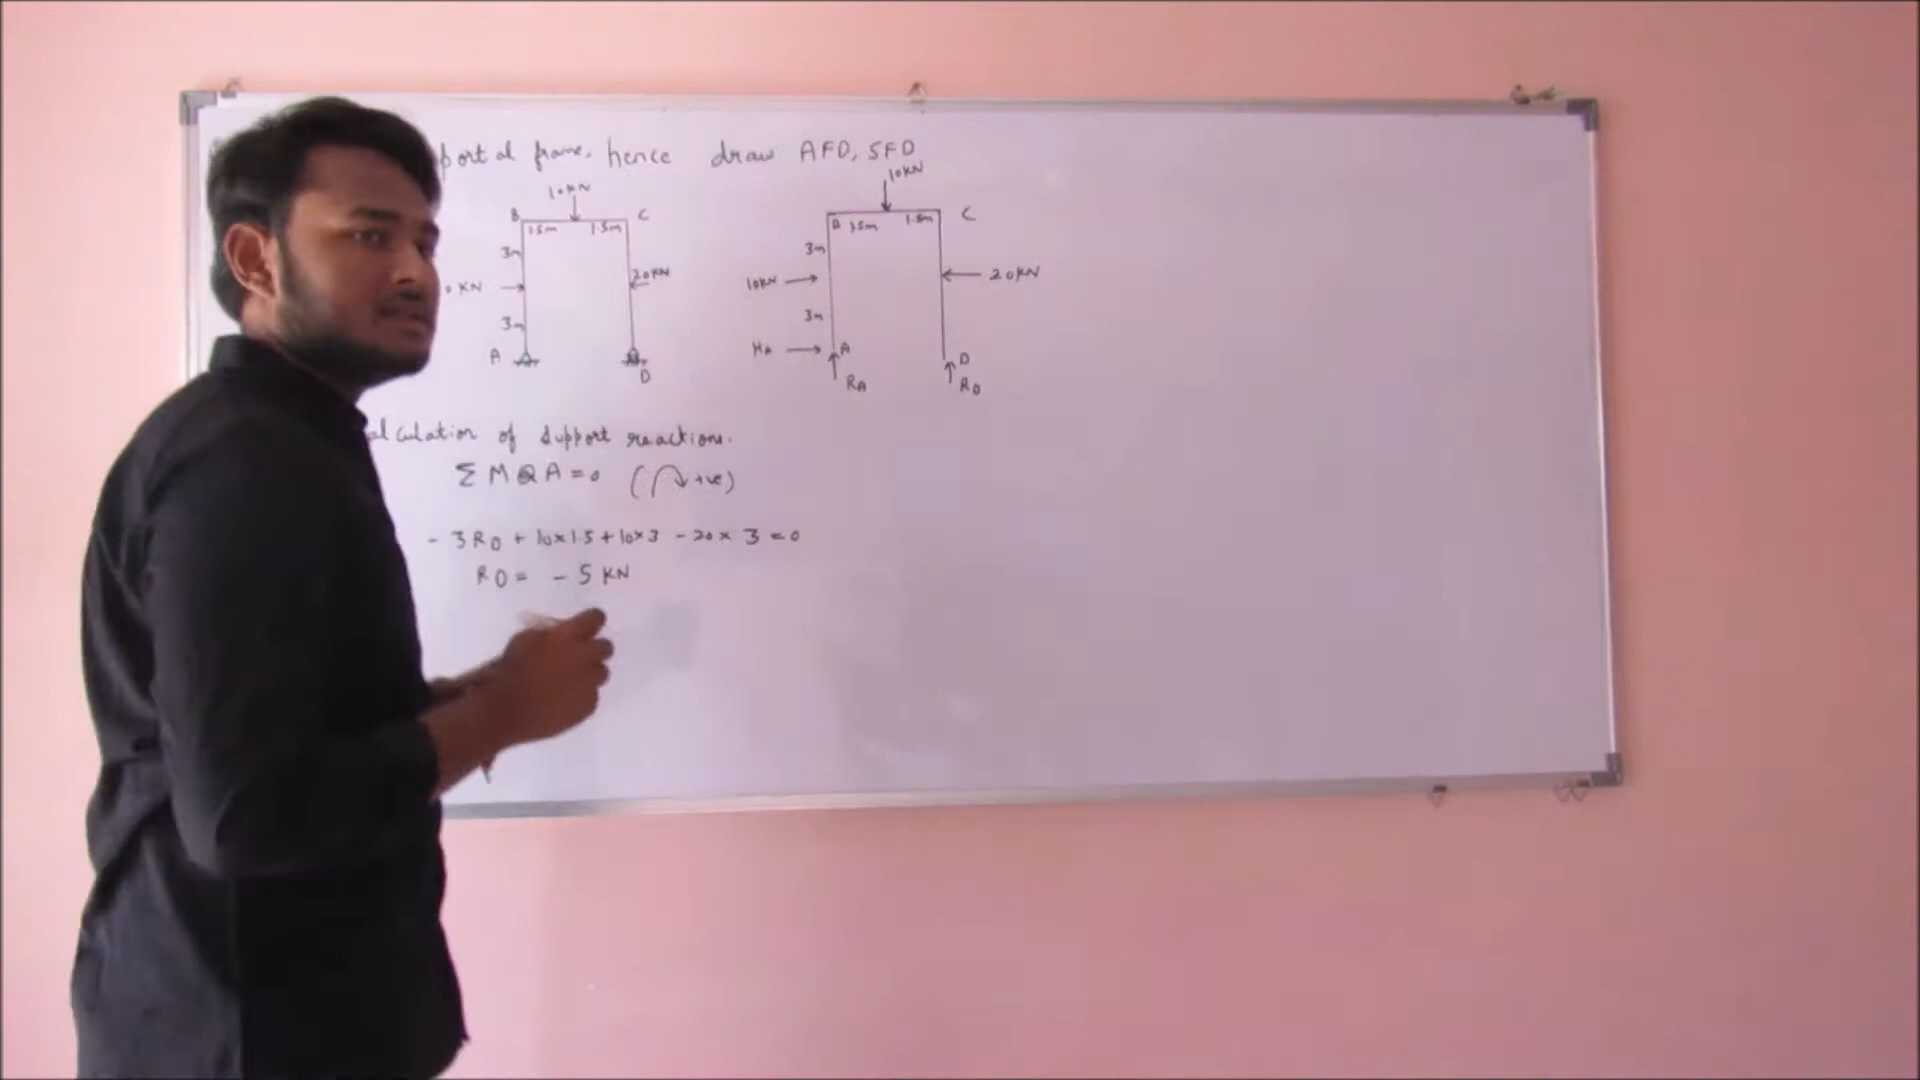 portal frame, hence draw AFD, SFD
10KN
B
C
1.5m
1.5m
3m
20KN
0 KN
3m
A
D
10KN
B
1.5m
1.5m
C
3m
10KN
20KN
3m
HA
A
D
RA
RD
alculation of support reactions.
Σ M @ A = 0 ( +ve)
- 3RD + 10×1.5 + 10×3 - 20×3 = 0
RD = - 5 KN